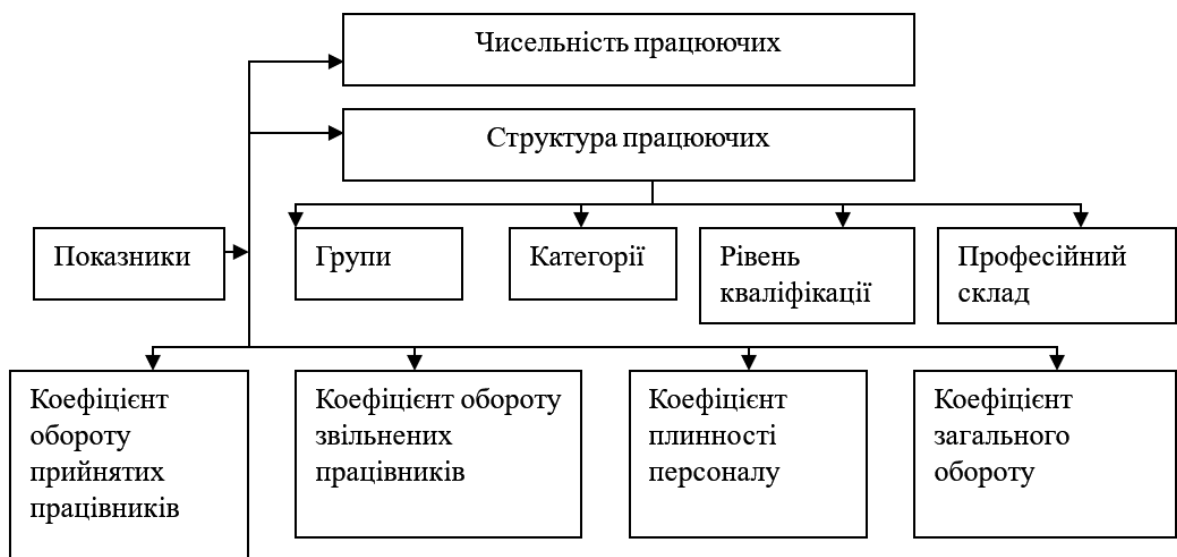 Чисельність працюючих
Структура працюючих
Показники
Групи
Категорії
Рівень
кваліфікації
Професійний
склад
Коефіцієнт
обороту
прийнятих
працівників
Коефіцієнт обороту
звільнених
працівників
Коефіцієнт
плинності
персоналу
Коефіцієнт
загального
обороту